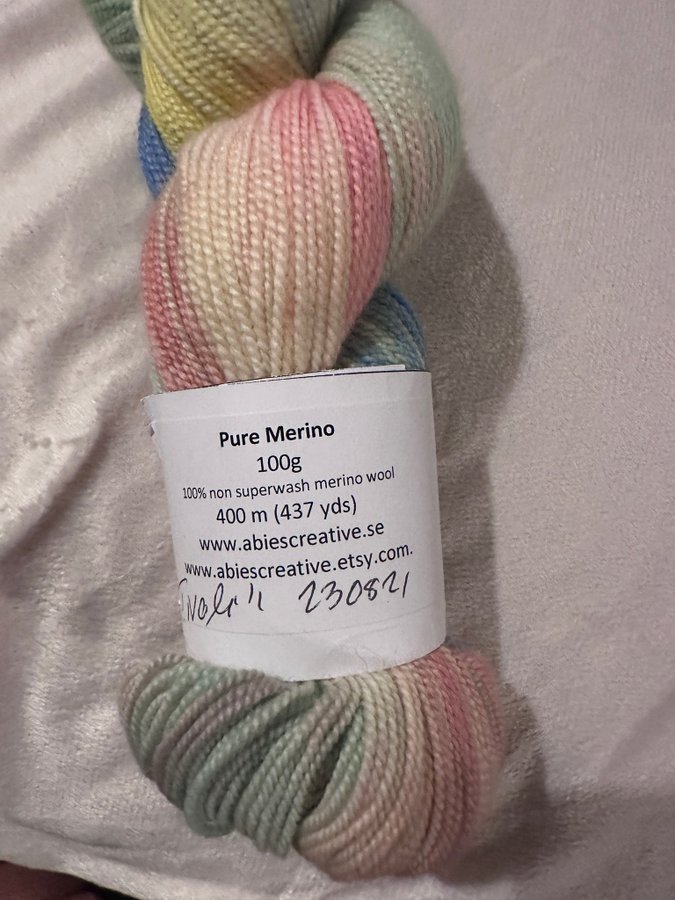 Pure Merino
100g
100% non superwash merino wool
400 m (437 yds)
www.abiescreative.se
www.abiescreative.etsy.com.
230821